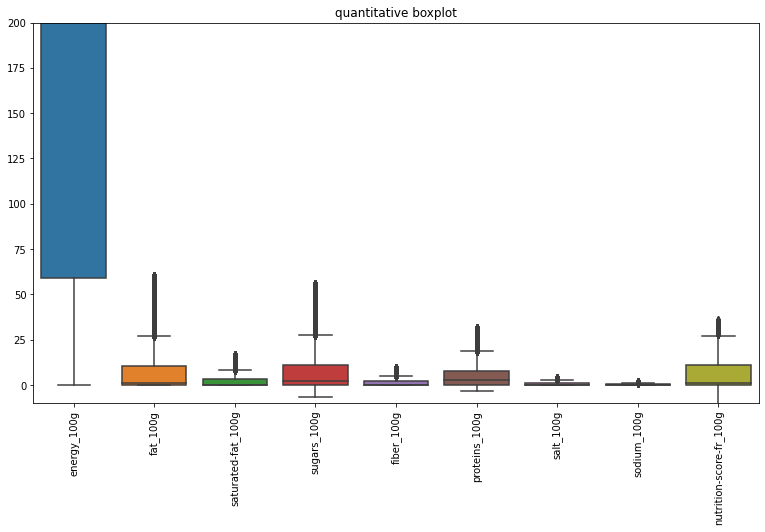 quantitative boxplot
200
175
150
125
100
75
50
25
0
energy_100g
fat_100g
saturated-fat_100g
sugars_100g
fiber_100g
proteins_100g
salt_100g
sodium_100g
nutrition-score-fr_100g